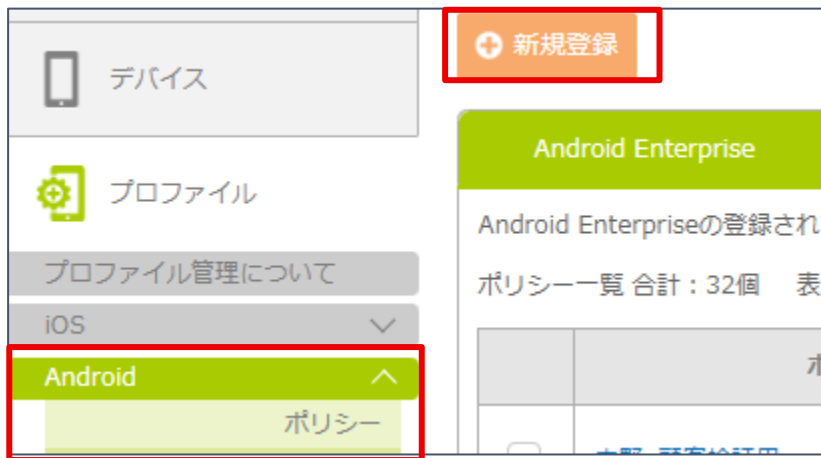 デバイス
プロファイル
プロファイル管理について
iOS
Android
ポリシー
新規登録
Android Enterprise
Android Enterpriseの登録され
ポリシー一覧 合計：32個 表